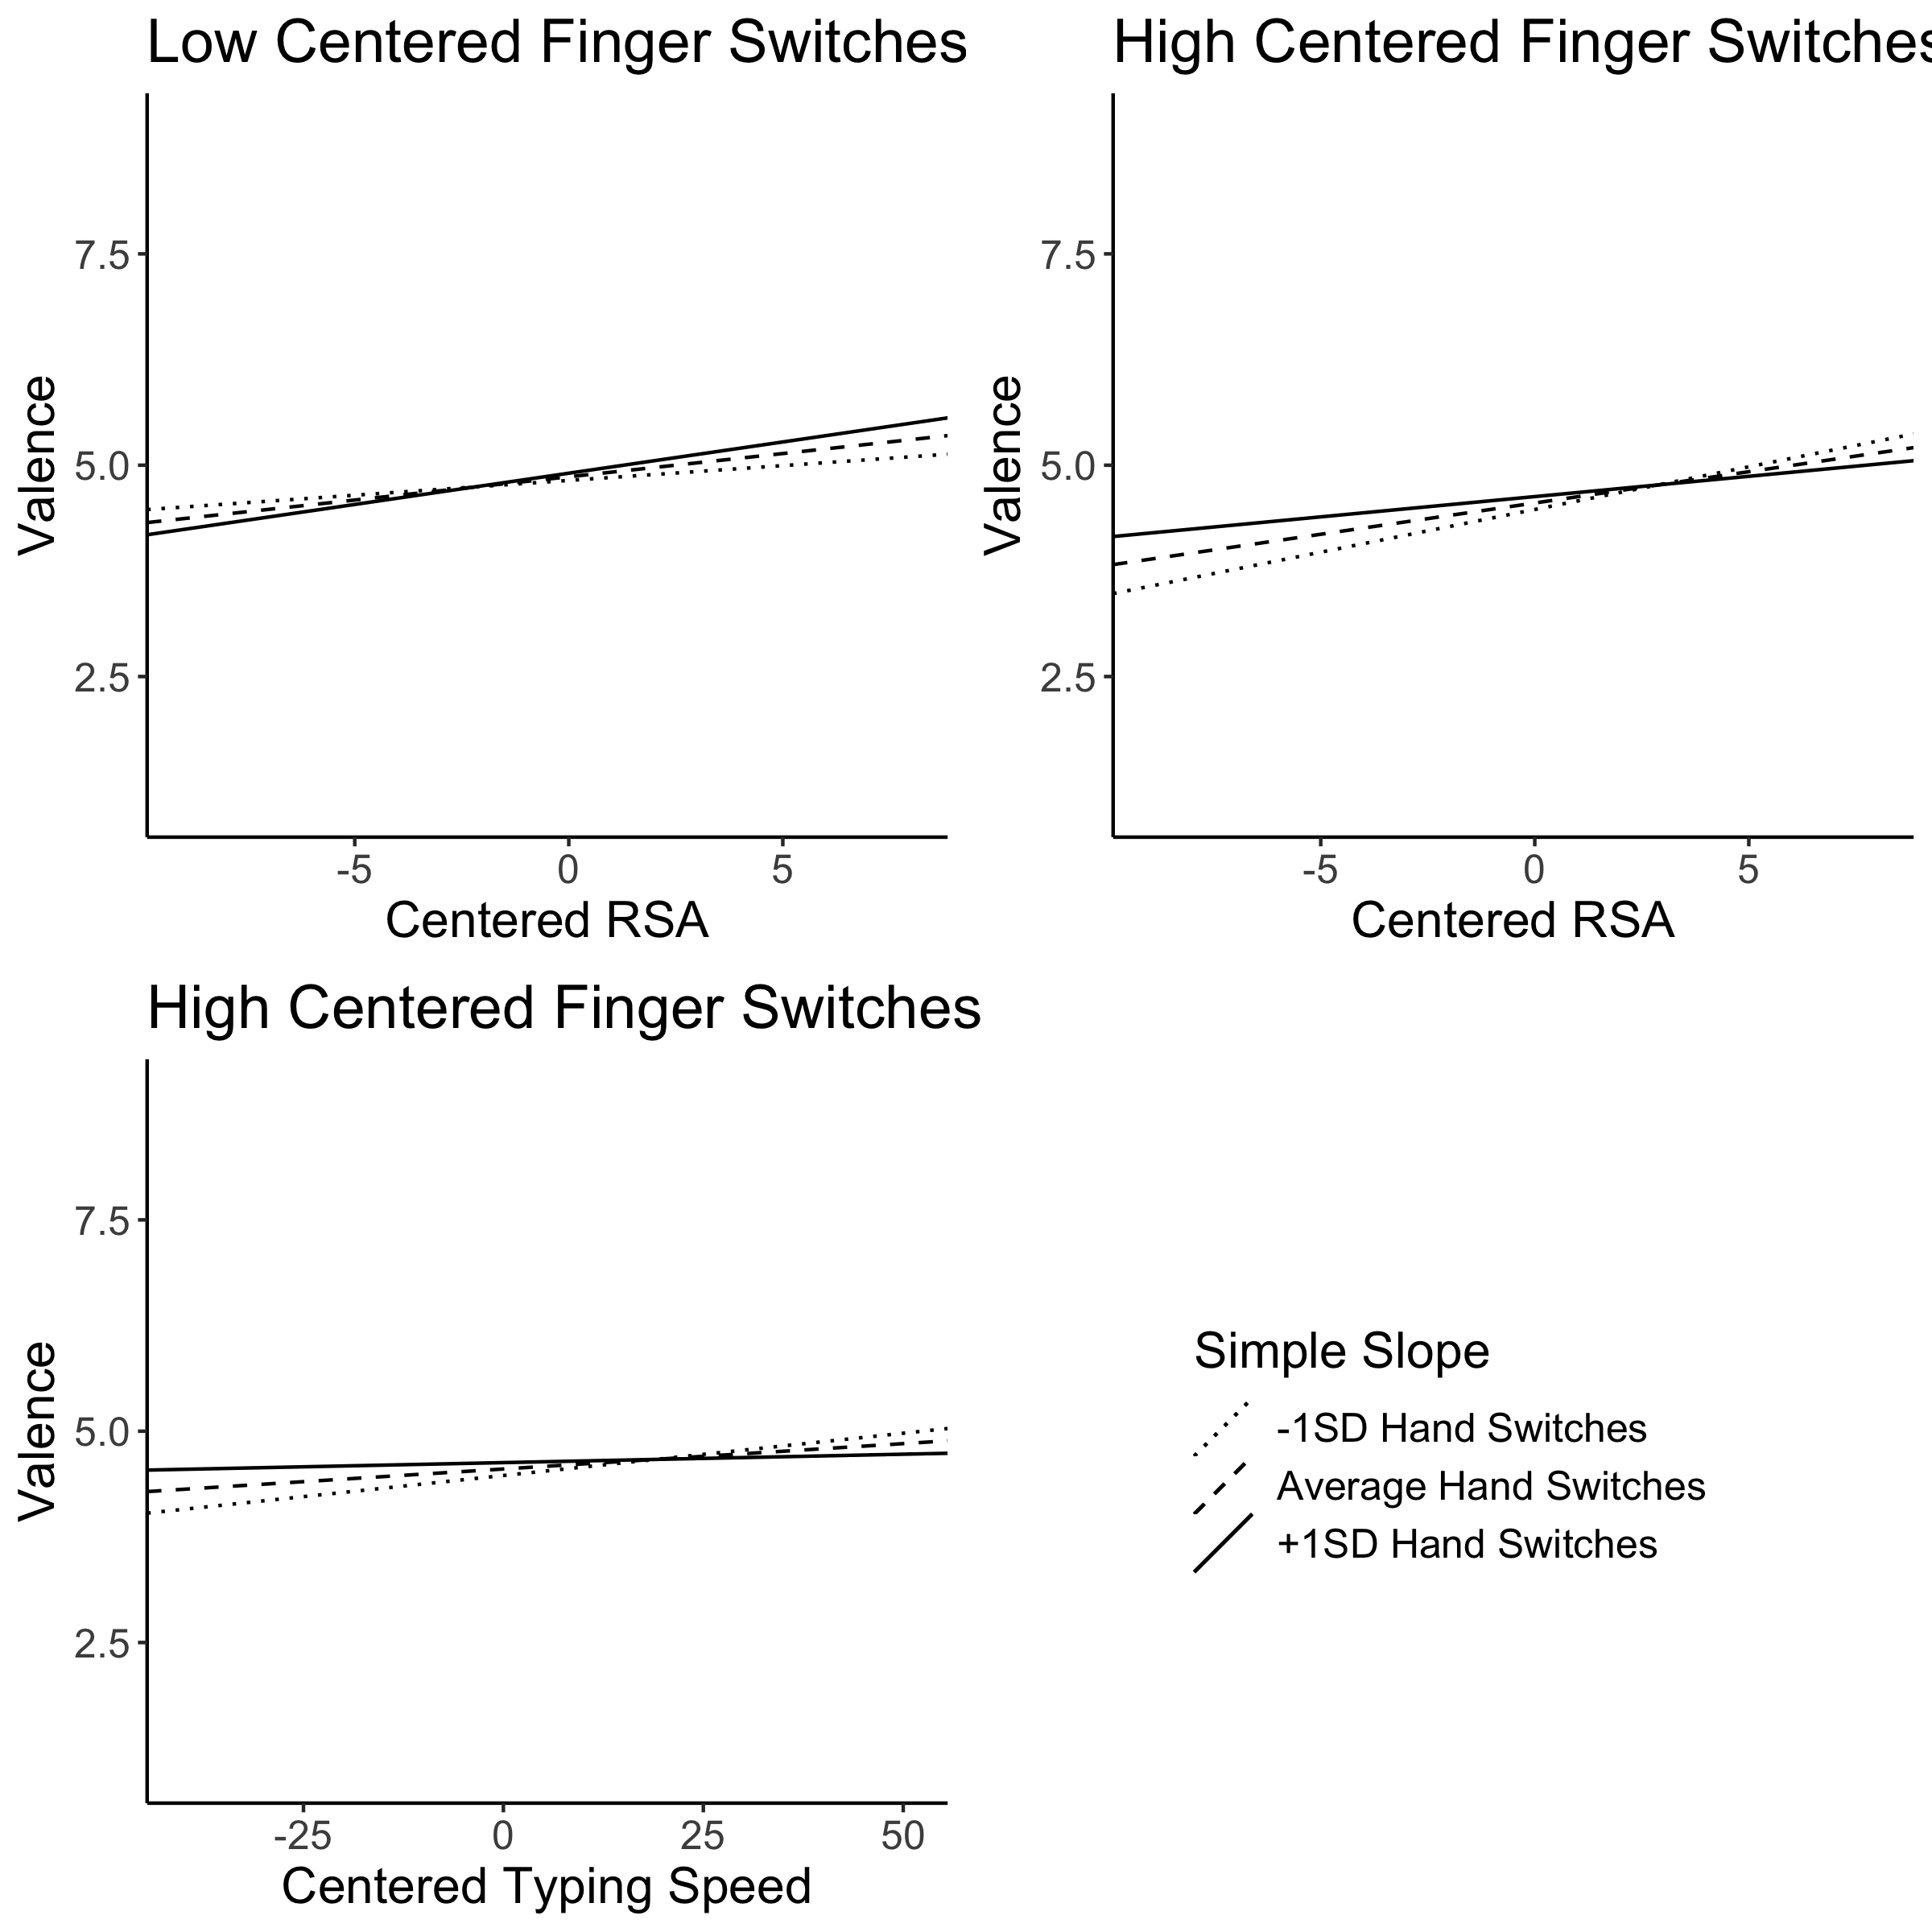 Low Centered Finger Switches
7.5
5.0
2.5
Valence
-5 0 5
Centered RSA
High Centered Finger Switches
7.5
5.0
2.5
Valence
-5 0 5
Centered RSA
High Centered Finger Switches
7.5
5.0
2.5
Valence
-25 0 25 50
Centered Typing Speed
Simple Slope
-1SD Hand Switches
Average Hand Switches
+1SD Hand Switches